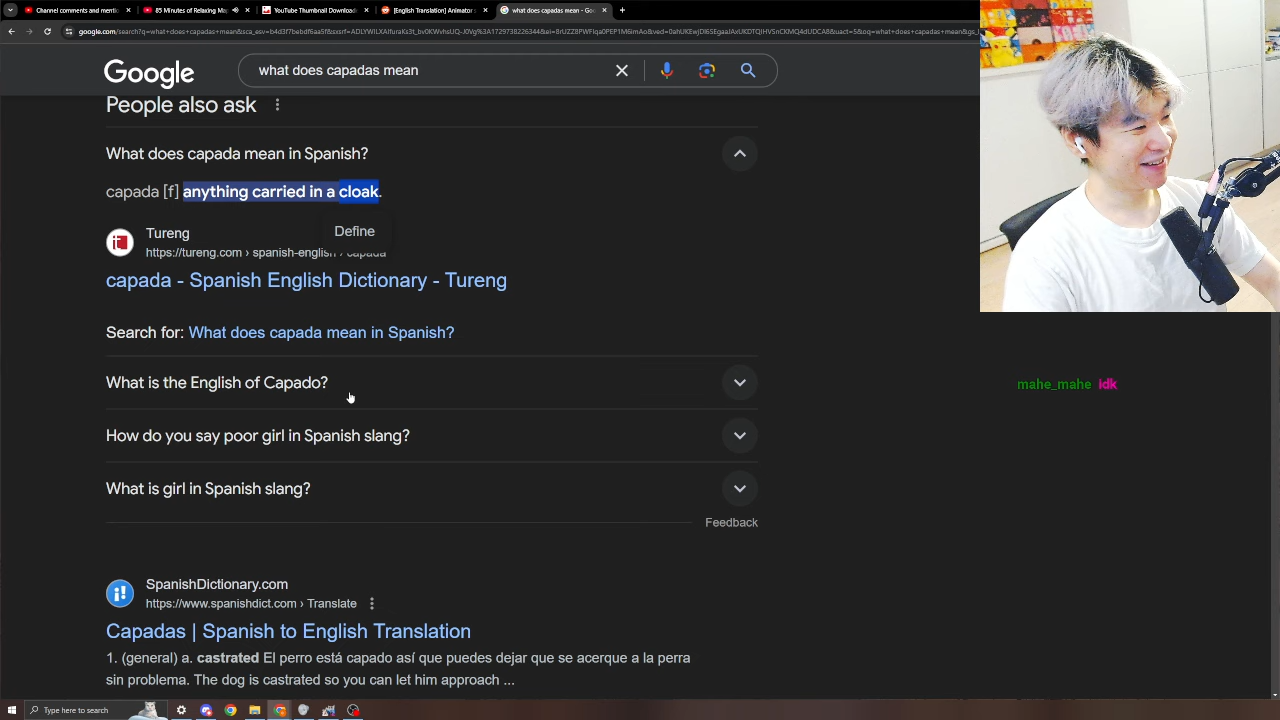 Channel comments and mentic
85 Minutes of Relaxing Ma
YouTube Thumbnail Downloade
[English Translation] Animator s
what does capadas mean - Goo
what does capadas mean
Google
People also ask
What does capada mean in Spanish?
capada [f] anything carried in a cloak.
Define
Tureng
https://tureng.com › spanish-english › capada
capada - Spanish English Dictionary - Tureng
Search for: What does capada mean in Spanish?
What is the English of Capado?
mahe_mahe idk
How do you say poor girl in Spanish slang?
What is girl in Spanish slang?
Feedback
SpanishDictionary.com
https://www.spanishdict.com › Translate
Capadas | Spanish to English Translation
1. (general) a. castrated El perro está capado así que puedes dejar que se acerque a la perra
sin problema. The dog is castrated so you can let him approach ...
Type here to search